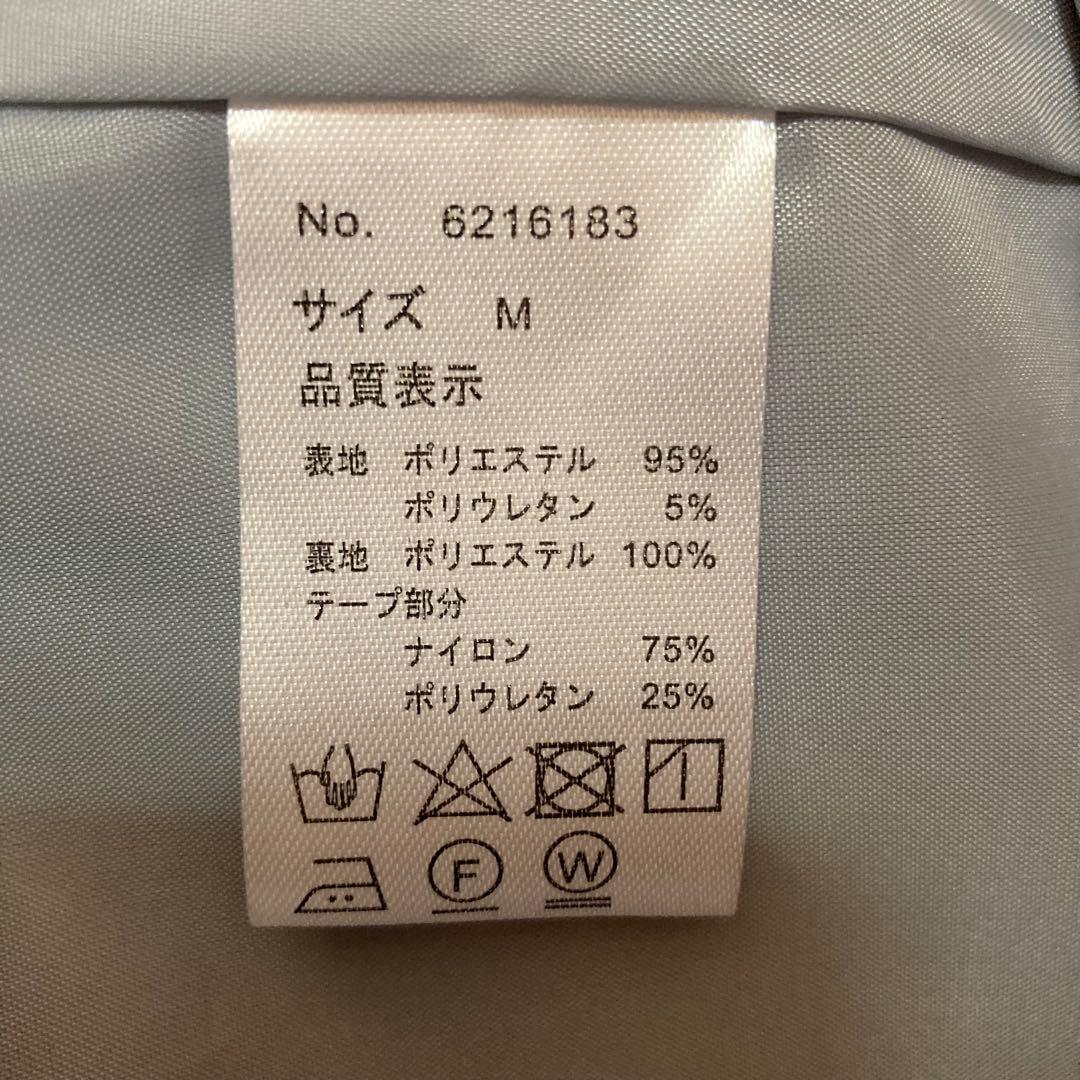 No. 6216183
サイズ M
品質表示
表地 ポリエステル 95%
ポリウレタン 5%
裏地 ポリエステル 100%
テープ部分
ナイロン 75%
ポリウレタン 25%
F W